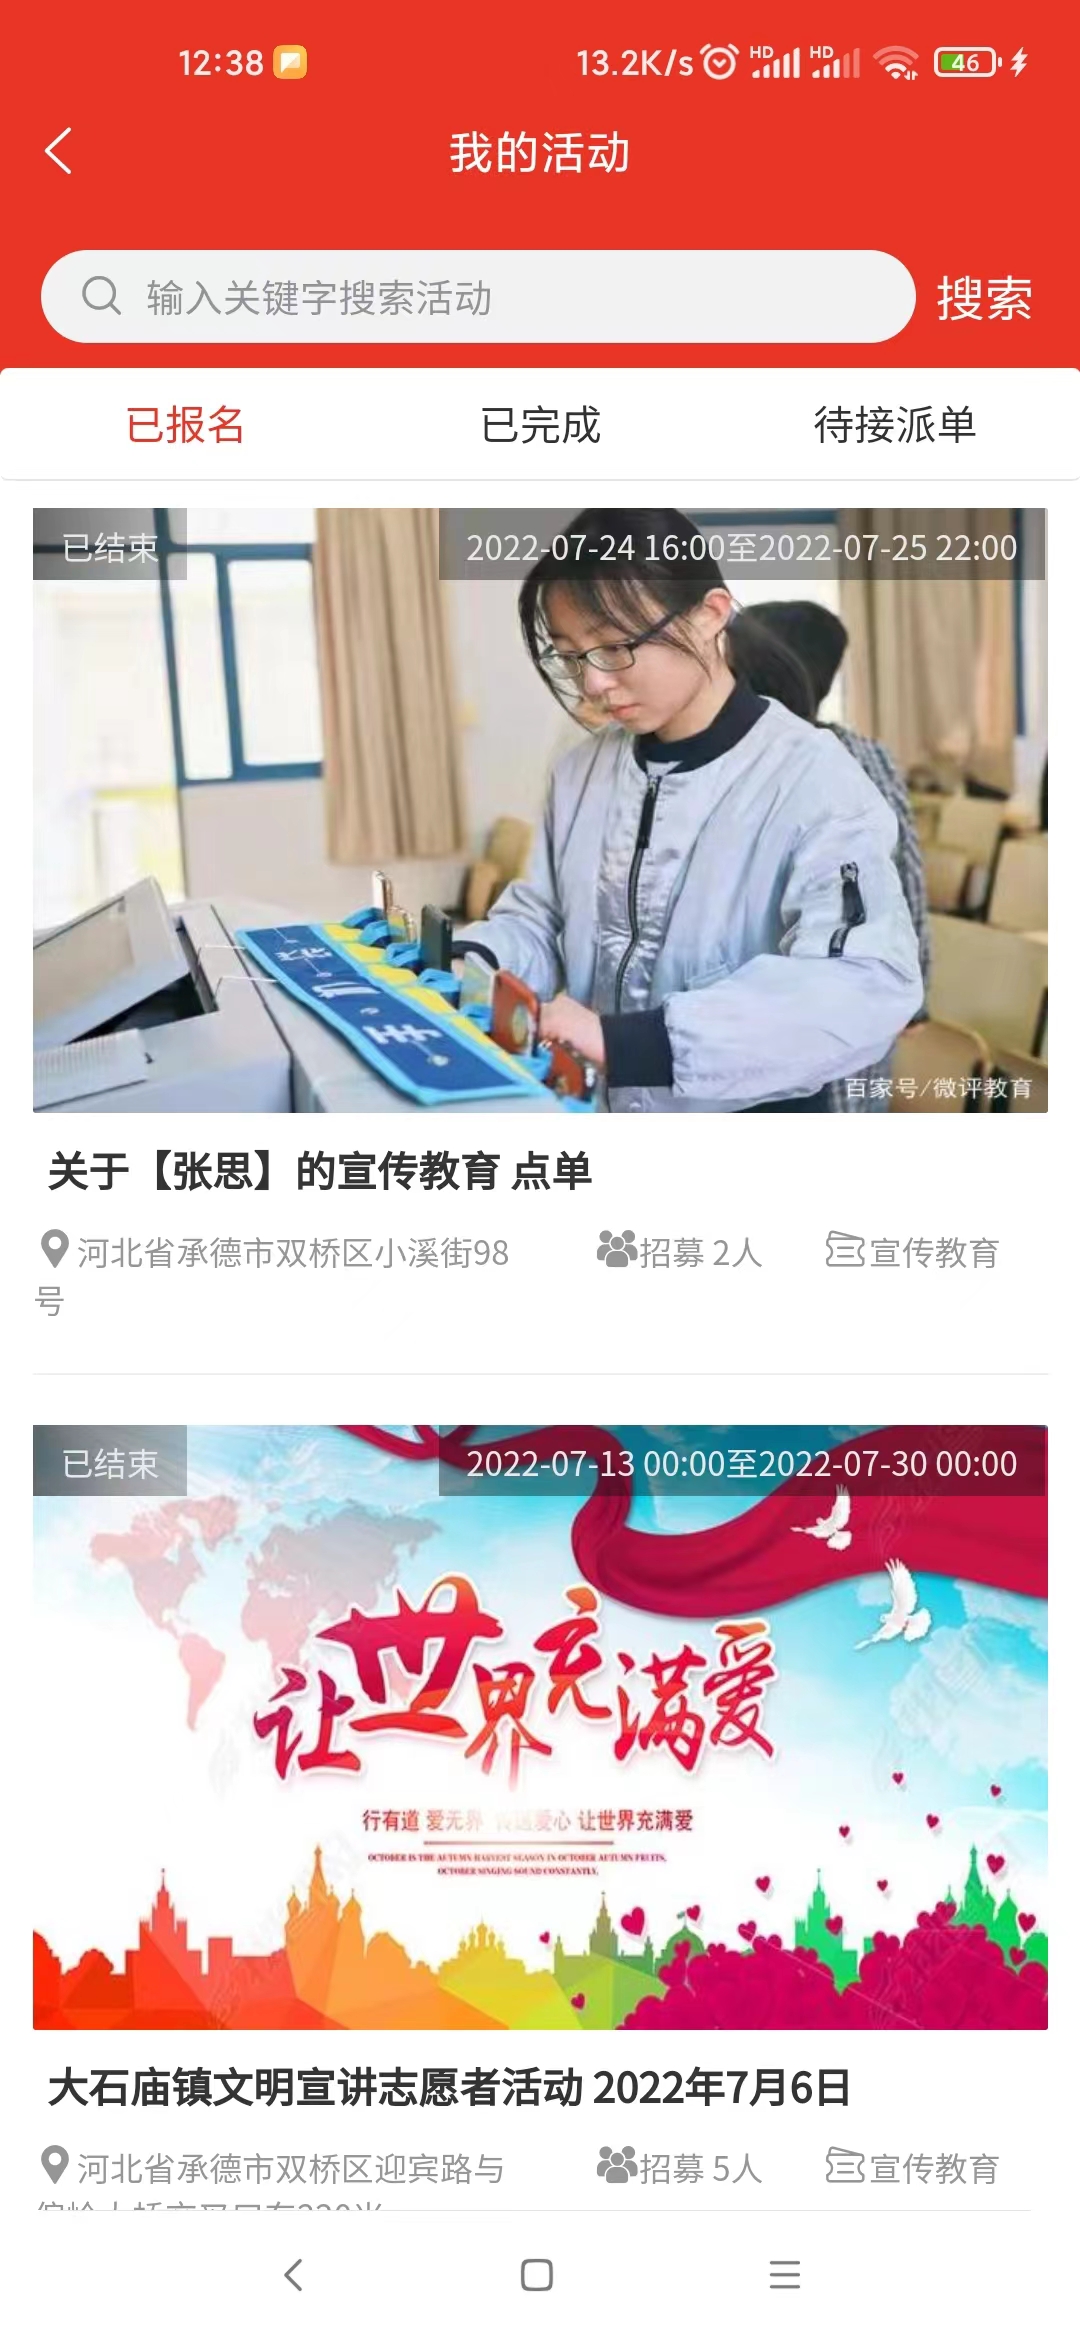 12:38
13.2K/s HD HD 46
我的活动
输入关键字搜索活动 搜索
已报名 已完成 待接派单
已结束 2022-07-24 16:00至2022-07-25 22:00
百家号/微评教育
关于【张思】的宣传教育 点单
河北省承德市双桥区小溪街98 招募 2人 宣传教育
号
已结束 2022-07-13 00:00至2022-07-30 00:00
让世界充满爱
行有道 爱无界 传递爱心 让世界充满爱
OCTOBER IS THE AUTUMN HARVEST SEASON IN OCTOBER AUTUMN FRUITS,
OCTOBER SINGING SOUND CONSTANTLY.
大石庙镇文明宣讲志愿者活动 2022年7月6日
河北省承德市双桥区迎宾路与 招募 5人 宣传教育